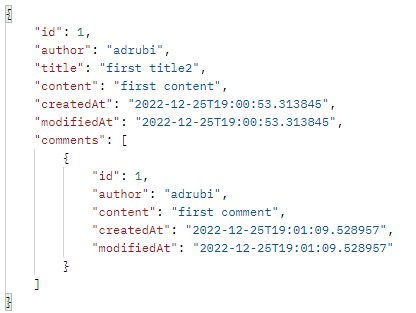 {
    "id": 1,
    "author": "adrubi",
    "title": "first title2",
    "content": "first content",
    "createdAt": "2022-12-25T19:00:53.313845",
    "modifiedAt": "2022-12-25T19:00:53.313845",
    "comments": [
        {
            "id": 1,
            "author": "adrubi",
            "content": "first comment",
            "createdAt": "2022-12-25T19:01:09.528957",
            "modifiedAt": "2022-12-25T19:01:09.528957"
        }
    ]
}